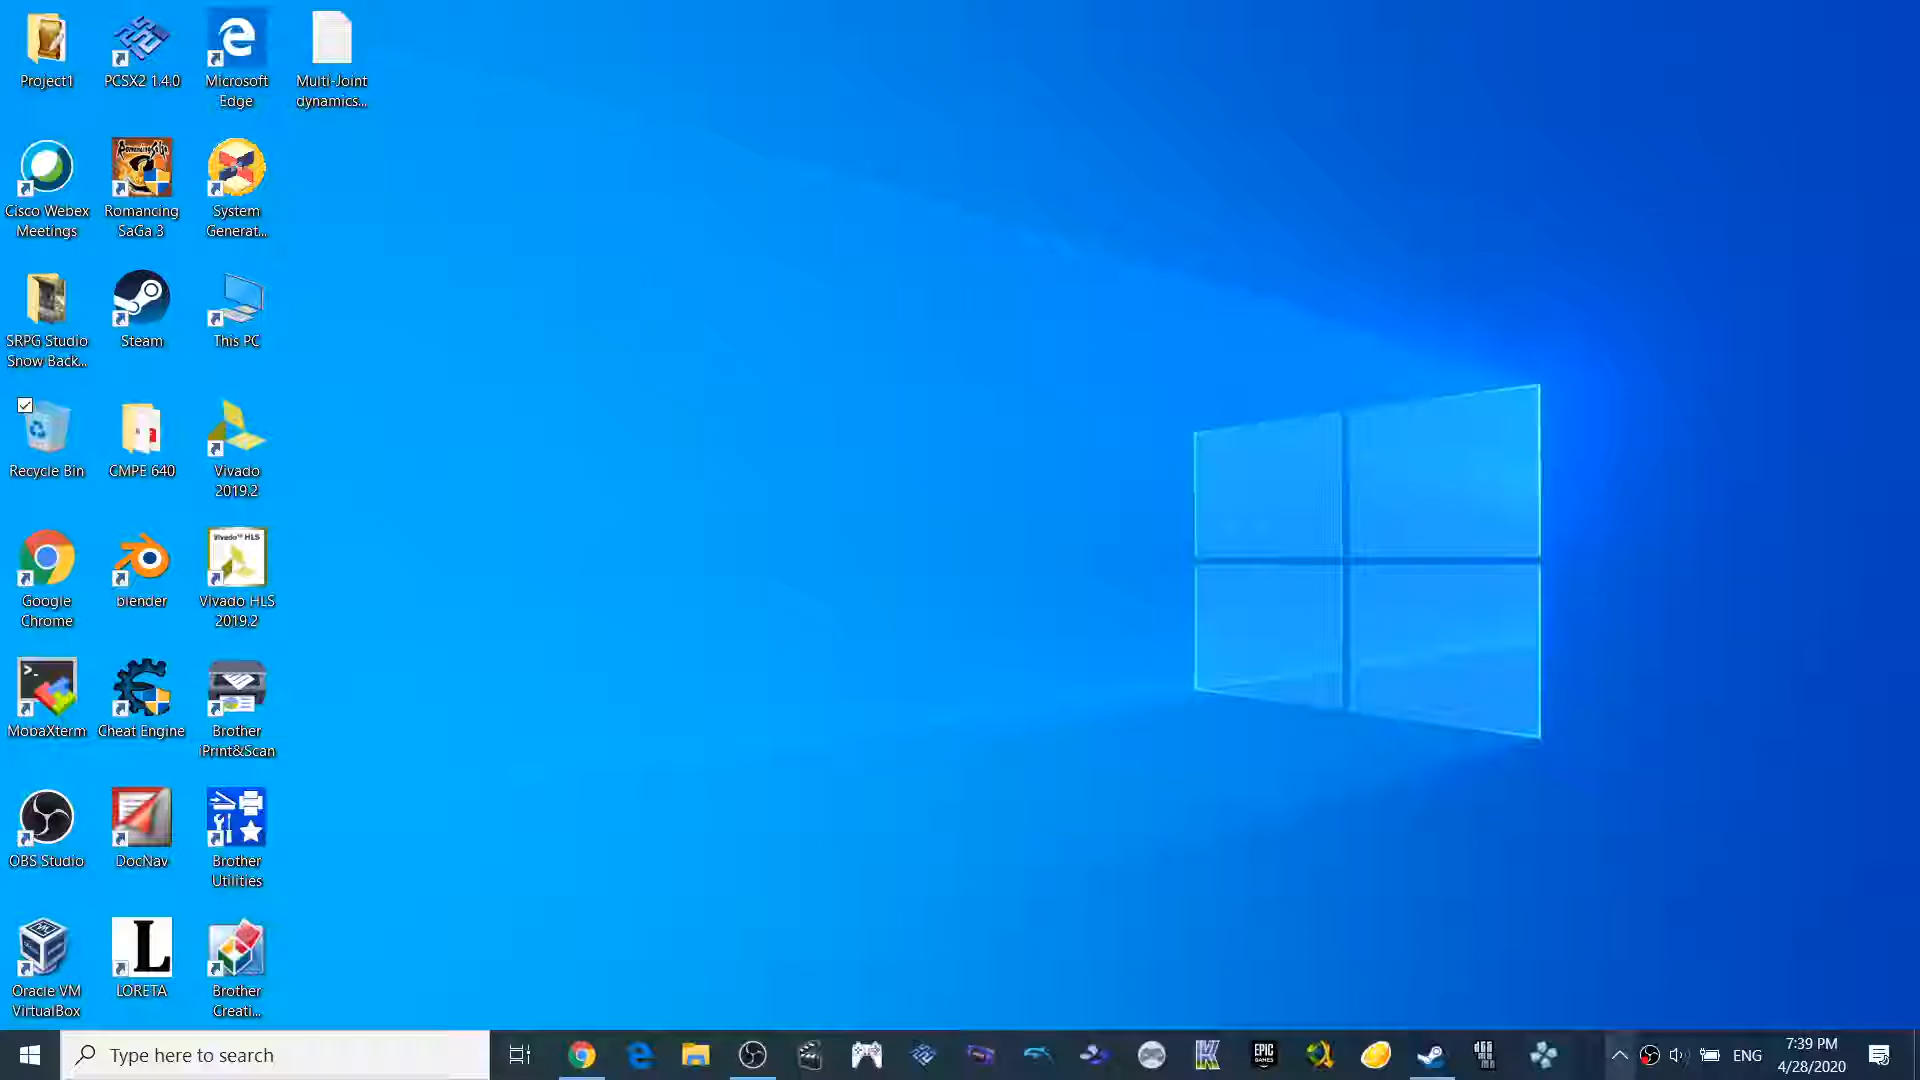 Project1
PCSX2 1.4.0
Microsoft
Edge
Multi-Joint
dynamics...
Cisco Webex
Meetings
Romancing
SaGa 3
System
Generat...
SRPG Studio
Snow Back...
Steam
This PC
Recycle Bin
CMPE 640
Vivado
2019.2
Google
Chrome
blender
Vivado HLS
Vivado HLS
2019.2
MobaXterm
Cheat Engine
Brother
iPrint&Scan
OBS Studio
DocNav
Brother
Utilities
Oracle VM
VirtualBox
L
LORETA
Brother
Creati...
Type here to search
EPIC
GAMES
ENG
7:39 PM
4/28/2020